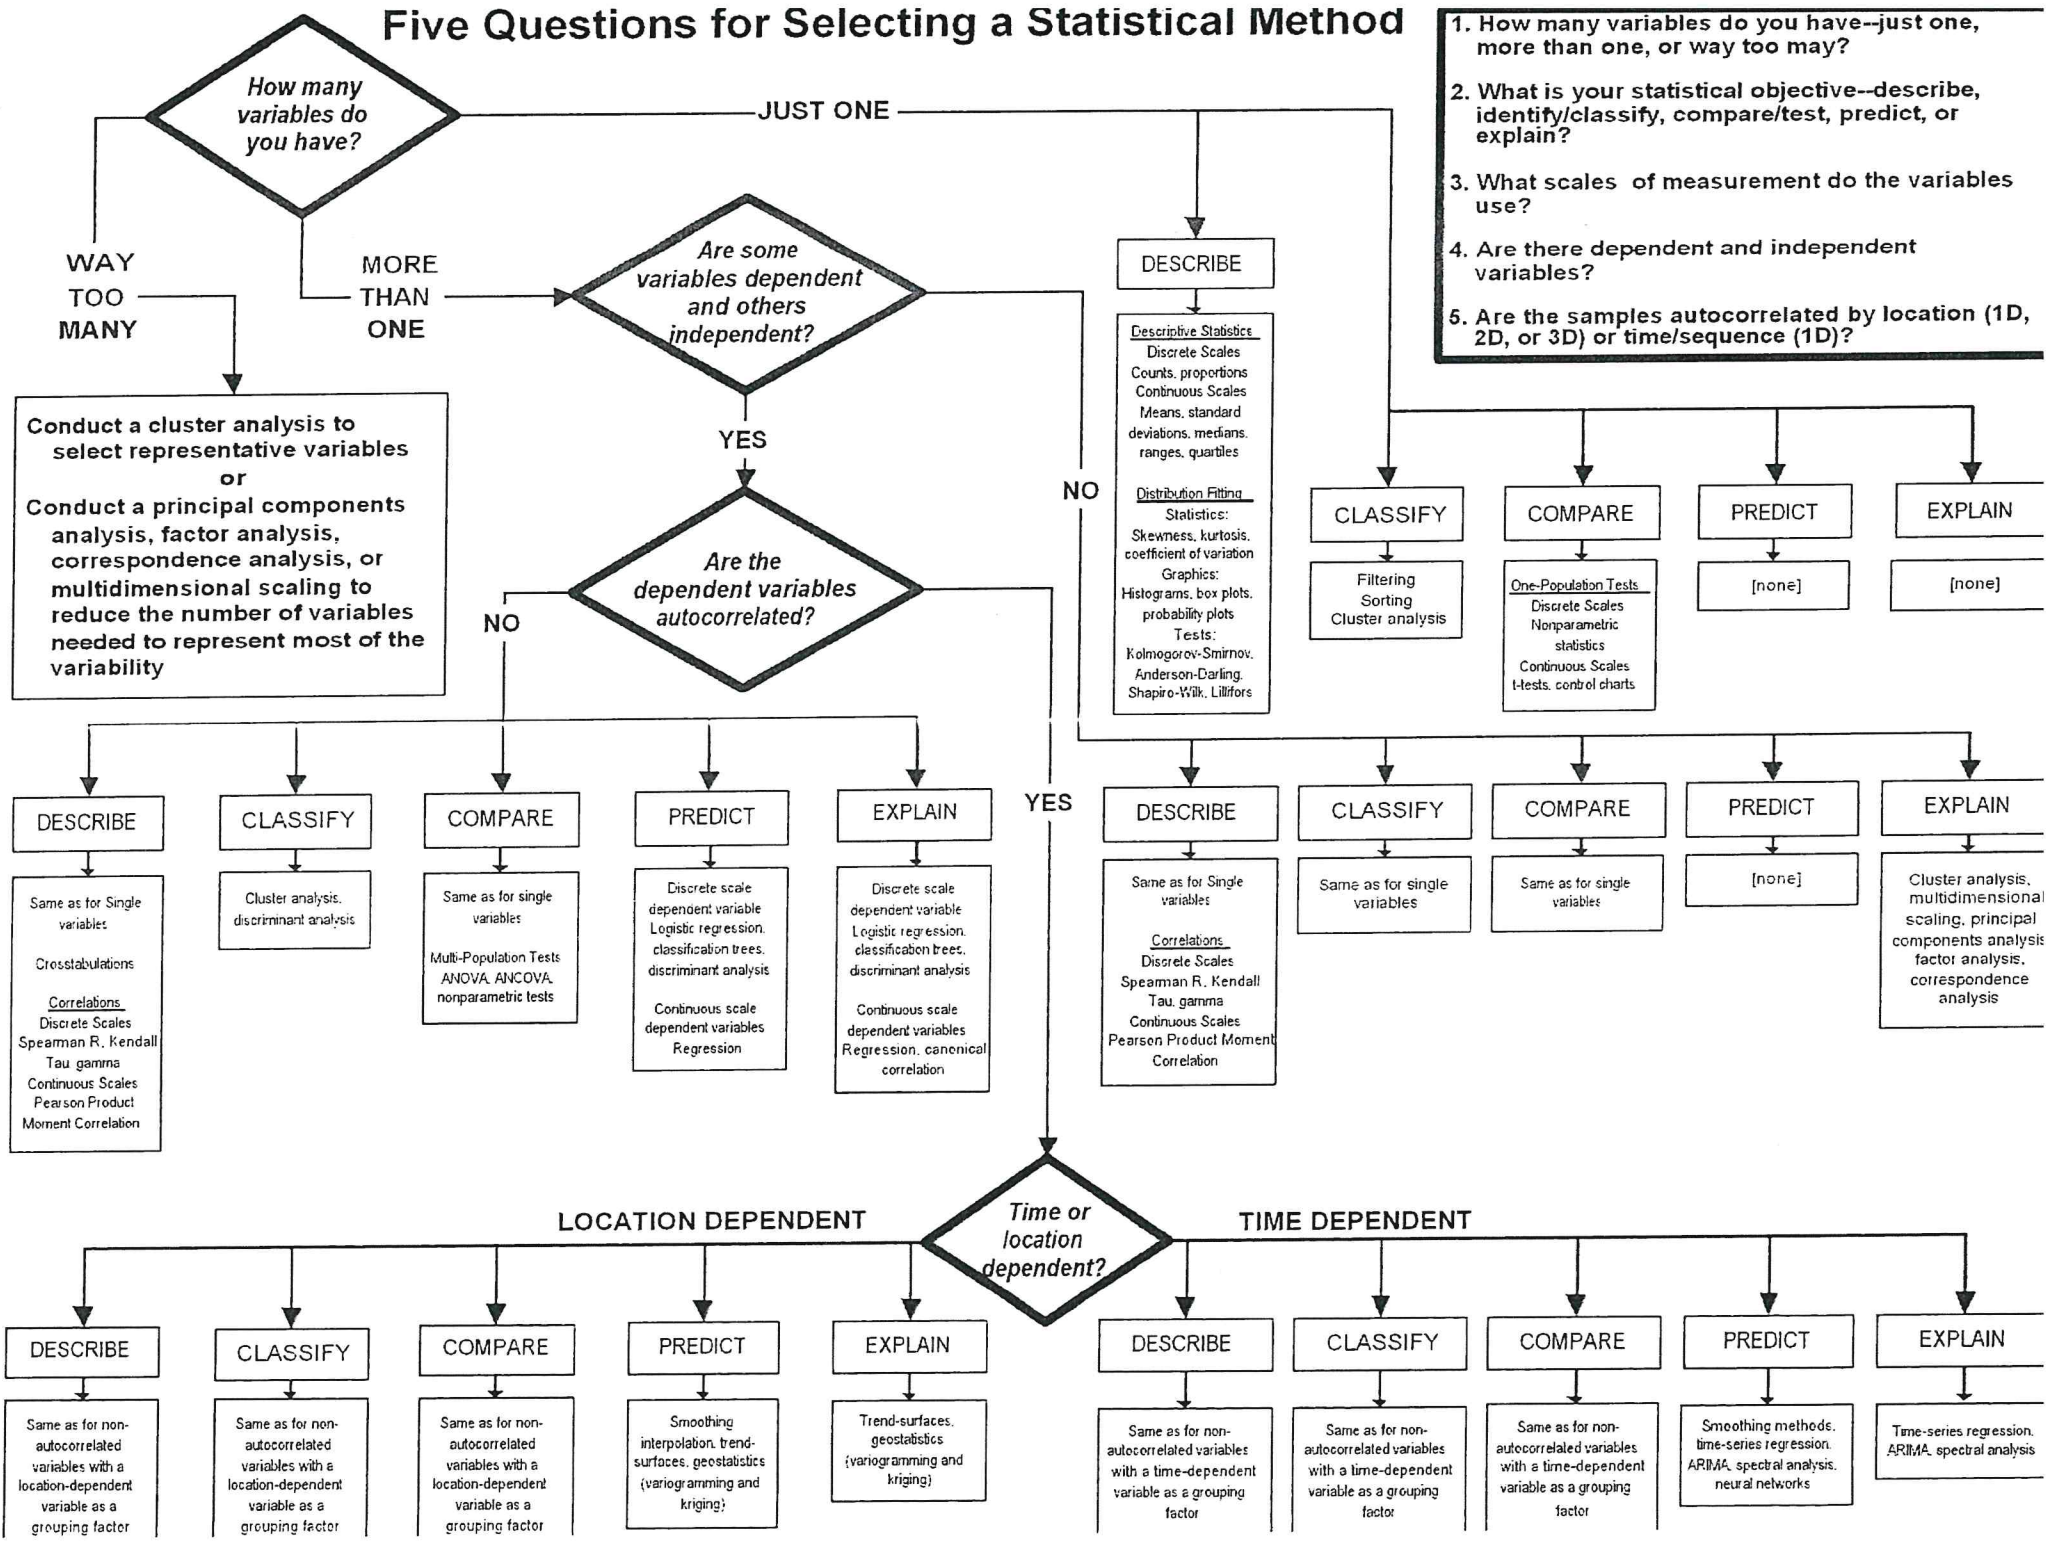 Five Questions for Selecting a Statistical Method
1. How many variables do you have--just one,
more than one, or way too may?
2. What is your statistical objective--describe,
identify/classify, compare/test, predict, or
explain?
3. What scales of measurement do the variables
use?
4. Are there dependent and independent
variables?
5. Are the samples autocorrelated by location (1D,
2D, or 3D) or time/sequence (1D)?
How many
variables do
you have?
JUST ONE
WAY
TOO
MANY
MORE
THAN
ONE
Are some
variables dependent
and others
independent?
Conduct a cluster analysis to
select representative variables
or
Conduct a principal components
analysis, factor analysis,
correspondence analysis, or
multidimensional scaling to
reduce the number of variables
needed to represent most of the
variability
YES
NO
Are the
dependent variables
autocorrelated?
NO
YES
DESCRIBE
Descriptive Statistics
Discrete Scales
Counts, proportions
Continuous Scales
Means, standard
deviations, medians,
ranges, quartiles
Distribution Fitting
Statistics:
Skewness, kurtosis,
coefficient of variation
Graphics:
Histograms, box plots,
probability plots
Tests:
Kolmogorov-Smirnov,
Anderson-Darling,
Shapiro-Wilk, Lillifors
CLASSIFY
Filtering
Sorting
Cluster analysis
COMPARE
One-Population Tests
Discrete Scales
Nonparametric
statistics
Continuous Scales
t-tests, control charts
PREDICT
[none]
EXPLAIN
[none]
DESCRIBE
Same as for Single
variables
Crosstabulations
Correlations
Discrete Scales
Spearman R, Kendall
Tau, gamma
Continuous Scales
Pearson Product
Moment Correlation
CLASSIFY
Cluster analysis,
discriminant analysis
COMPARE
Same as for single
variables
Multi-Population Tests
ANOVA, ANCOVA,
nonparametric tests
PREDICT
Discrete scale
dependent variable
Logistic regression,
classification trees,
discriminant analysis
Continuous scale
dependent variables
Regression
EXPLAIN
Discrete scale
dependent variable
Logistic regression,
classification trees,
discriminant analysis
Continuous scale
dependent variables
Regression, canonical
correlation
DESCRIBE
Same as for Single
variables
Correlations
Discrete Scales
Spearman R, Kendall
Tau, gamma
Continuous Scales
Pearson Product Moment
Correlation
CLASSIFY
Same as for single
variables
COMPARE
Same as for single
variables
PREDICT
[none]
EXPLAIN
Cluster analysis,
multidimensional
scaling, principal
components analysis
factor analysis,
correspondence
analysis
Time or
location
dependent?
LOCATION DEPENDENT
TIME DEPENDENT
DESCRIBE
Same as for non-
autocorrelated
variables with a
location-dependent
variable as a
grouping factor
CLASSIFY
Same as for non-
autocorrelated
variables with a
location-dependent
variable as a
grouping factor
COMPARE
Same as for non-
autocorrelated
variables with a
location-dependent
variable as a
grouping factor
PREDICT
Smoothing
interpolation, trend-
surfaces, geostatistics
(variogramming and
kriging)
EXPLAIN
Trend-surfaces,
geostatistics
(variogramming and
kriging)
DESCRIBE
Same as for non-
autocorrelated variables
with a time-dependent
variable as a grouping
factor
CLASSIFY
Same as for non-
autocorrelated variables
with a time-dependent
variable as a grouping
factor
COMPARE
Same as for non-
autocorrelated variables
with a time-dependent
variable as a grouping
factor
PREDICT
Smoothing methods,
time-series regression,
ARIMA, spectral analysis,
neural networks
EXPLAIN
Time-series regression,
ARIMA, spectral analysis